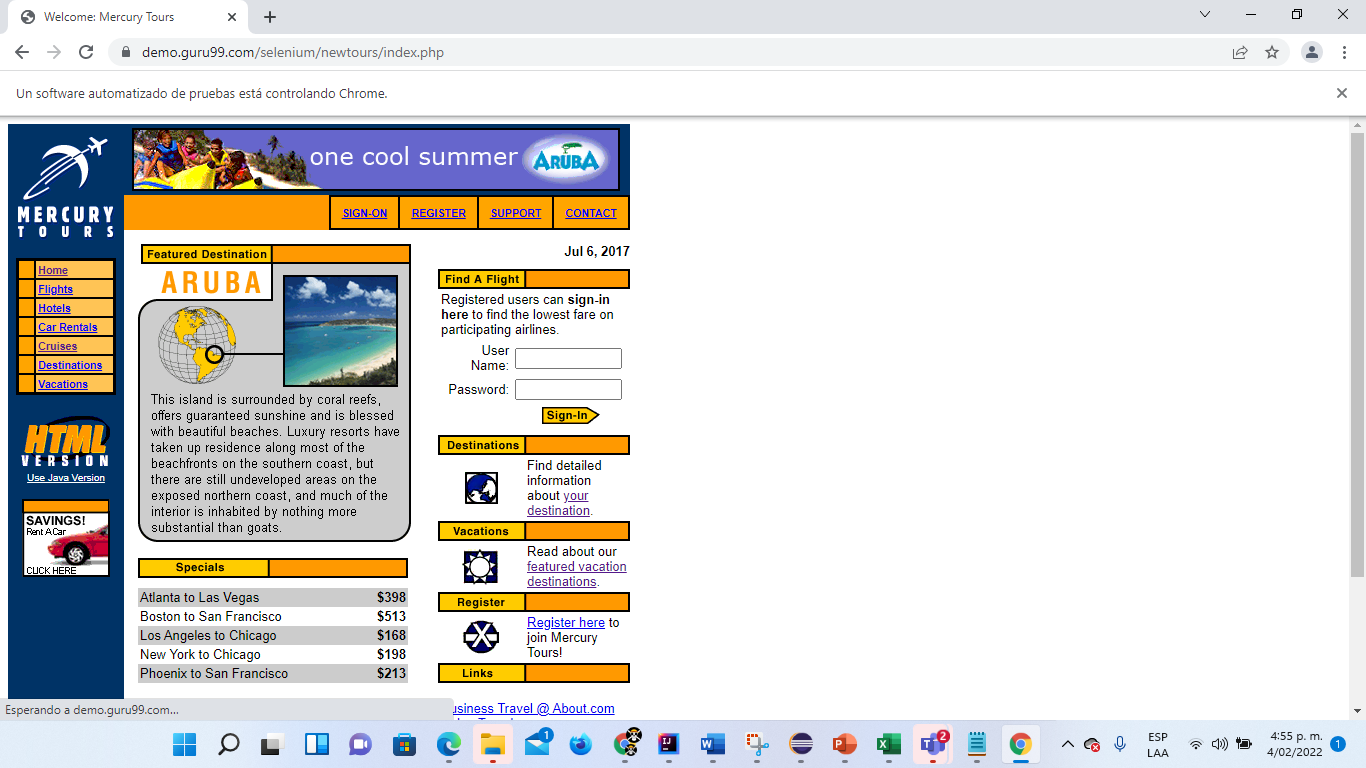 Welcome: Mercury Tours
demo.guru99.com/selenium/newtours/index.php
Un software automatizado de pruebas está controlando Chrome.
MERCURY
TOURS
one cool summer
ARUBA
SIGN-ON
REGISTER
SUPPORT
CONTACT
Home
Flights
Hotels
Car Rentals
Cruises
Destinations
Vacations
HTML
VERSION
Use Java Version
SAVINGS!
Rent A Car
CLICK HERE
Featured Destination
ARUBA
This island is surrounded by coral reefs,
offers guaranteed sunshine and is blessed
with beautiful beaches. Luxury resorts have
taken up residence along most of the
beachfronts on the southern coast, but
there are still undeveloped areas on the
exposed northern coast, and much of the
interior is inhabited by nothing more
substantial than goats.
Specials
Atlanta to Las Vegas $398
Boston to San Francisco $513
Los Angeles to Chicago $168
New York to Chicago $198
Phoenix to San Francisco $213
Jul 6, 2017
Find A Flight
Registered users can sign-in
here to find the lowest fare on
participating airlines.
User
Name:
Password:
Sign-In
Destinations
Find detailed
information
about your
destination.
Vacations
Read about our
featured vacation
destinations.
Register
Register here to
join Mercury
Tours!
Links
usiness Travel @ About.com
Esperando a demo.guru99.com...
1
2
ESP
LAA
4:55 p. m.
4/02/2022
1